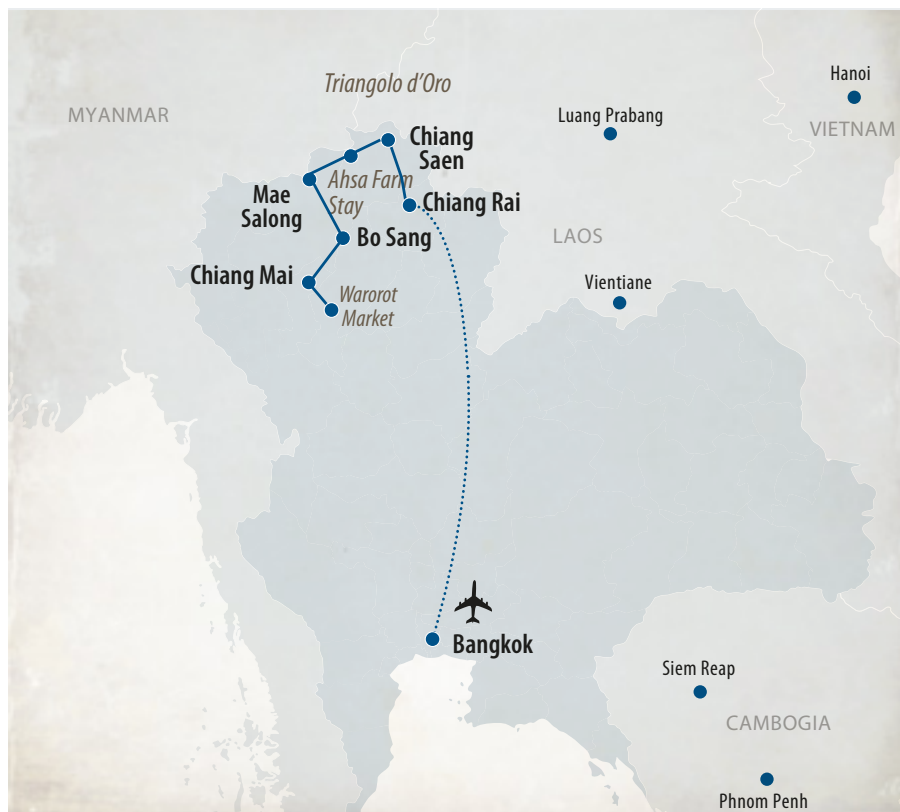 Triangolo d'Oro
Hanoi
MYANMAR
Luang Prabang
VIETNAM
Chiang
Saen
Ahsa Farm
Stay
Mae
Salong
Chiang Rai
Bo Sang
LAOS
Chiang Mai
Vientiane
Warorot
Market
Bangkok
Siem Reap
CAMBOGIA
Phnom Penh